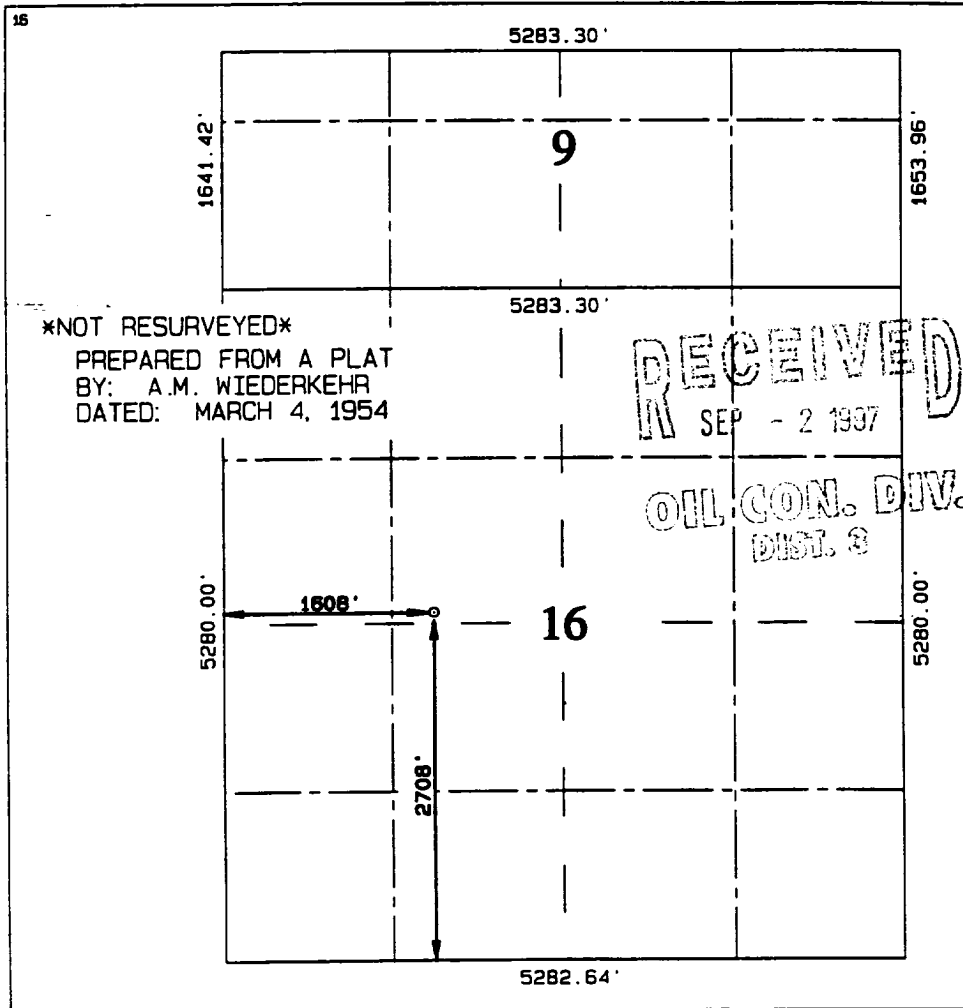 16
5283.30'
1641.42'
9
1653.96'
5283.30'
*NOT RESURVEYED*
PREPARED FROM A PLAT
BY: A.M. WIEDERKEHR
DATED: MARCH 4, 1954
RECEIVED
SEP - 2 1997
OIL CON. DIV.
DIST. 3
5280.00'
1608'
16
5280.00'
2708'
5282.64'